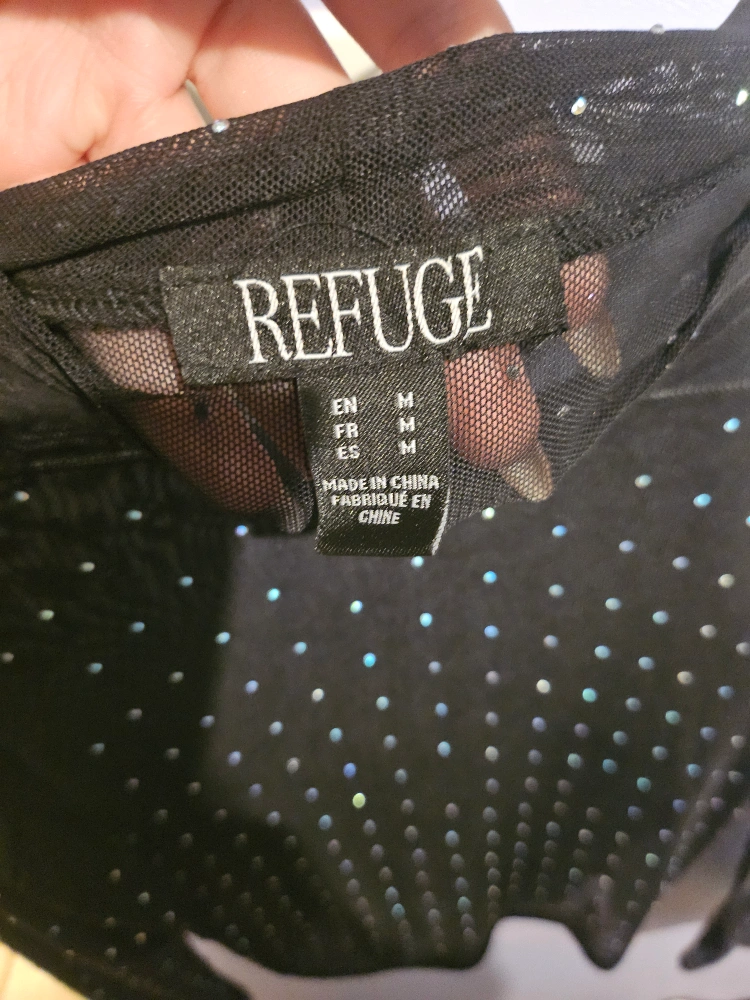 REFUGE
EN M
FR M
ES M
MADE IN CHINA
FABRIQUÉ EN
CHINE